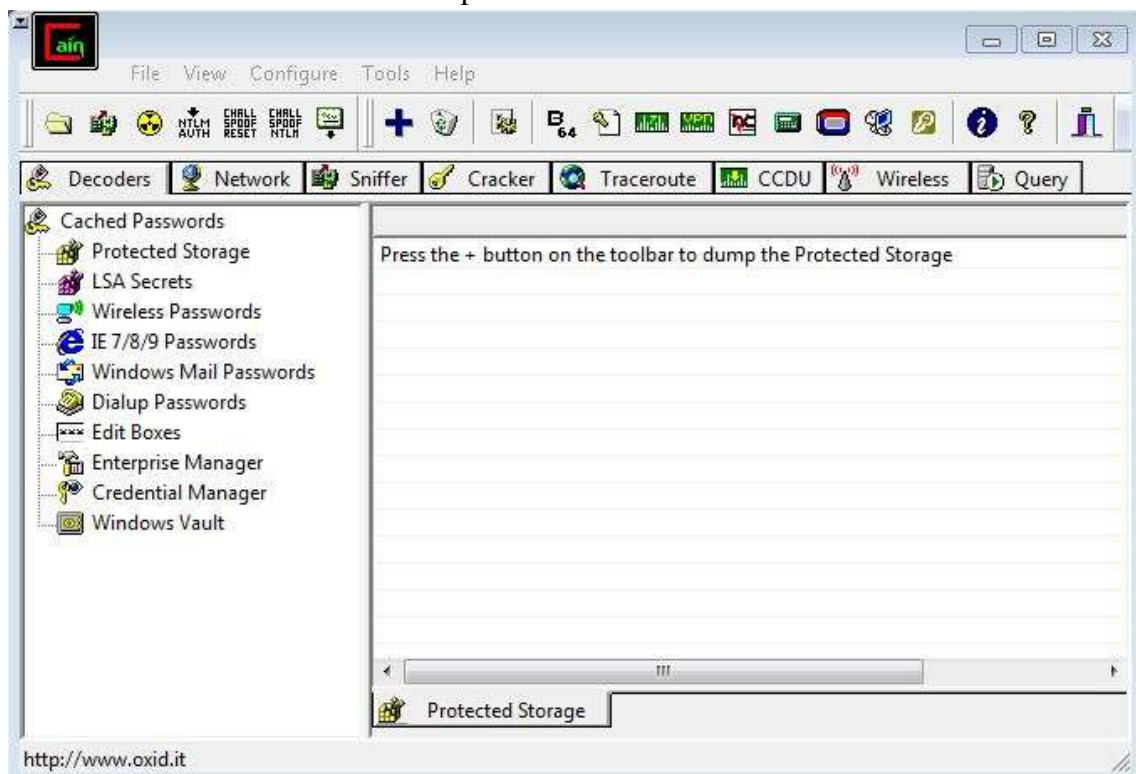 aín
File View Configure Tools Help
NTLM AUTH CHALL SPOOF RESET CHALL SPOOF NTLM B 64
Decoders Network Sniffer Cracker Traceroute CCDU Wireless Query
Cached Passwords
Protected Storage
LSA Secrets
Wireless Passwords
IE 7/8/9 Passwords
Windows Mail Passwords
Dialup Passwords
Edit Boxes
Enterprise Manager
Credential Manager
Windows Vault
Press the + button on the toolbar to dump the Protected Storage
Protected Storage
http://www.oxid.it